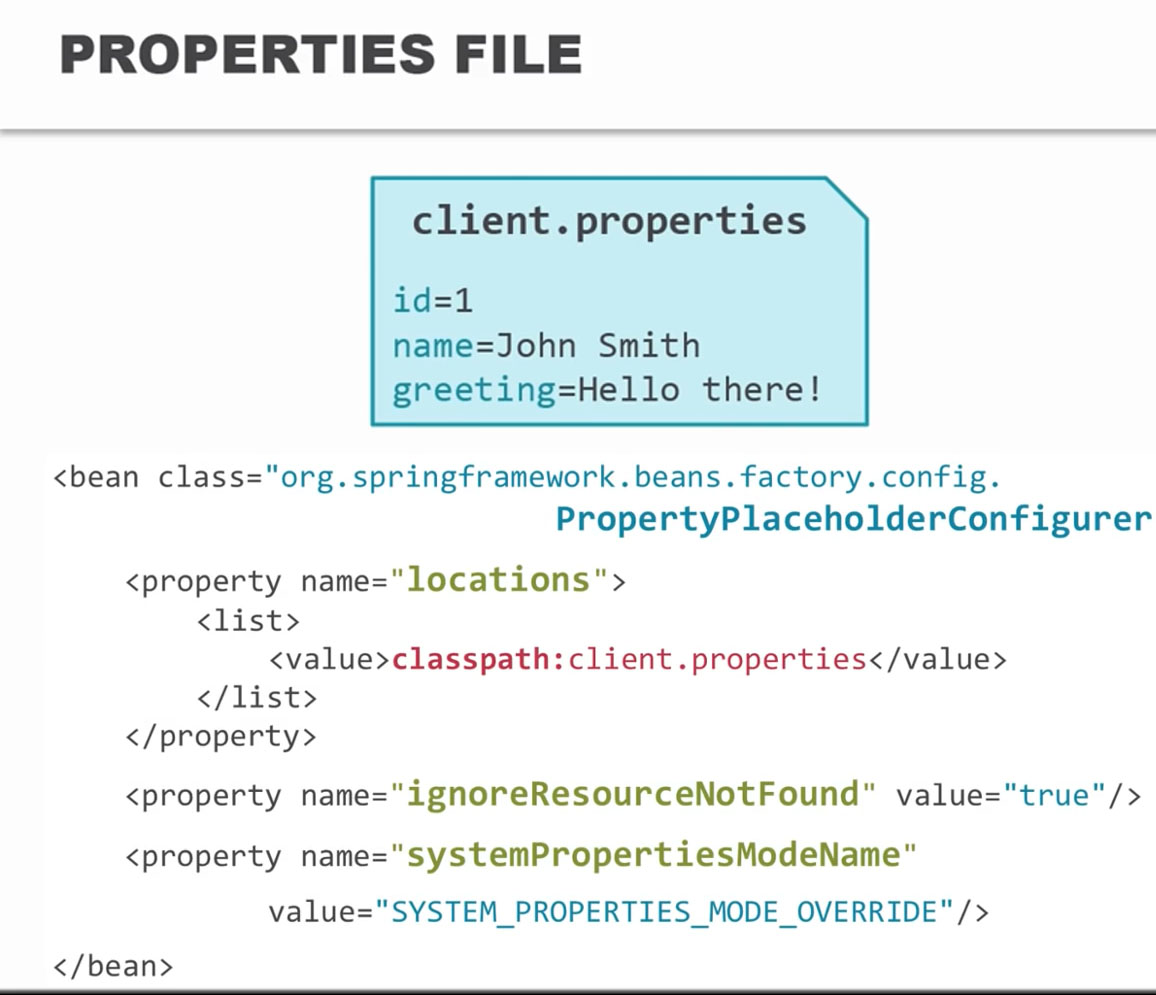 PROPERTIES FILE
client.properties
id=1
name=John Smith
greeting=Hello there!
<bean class="org.springframework.beans.factory.config.
PropertyPlaceholderConfigurer
<property name="locations">
<list>
<value>classpath:client.properties</value>
</list>
</property>
<property name="ignoreResourceNotFound" value="true"/>
<property name="systemPropertiesModeName"
value="SYSTEM_PROPERTIES_MODE_OVERRIDE"/>
</bean>